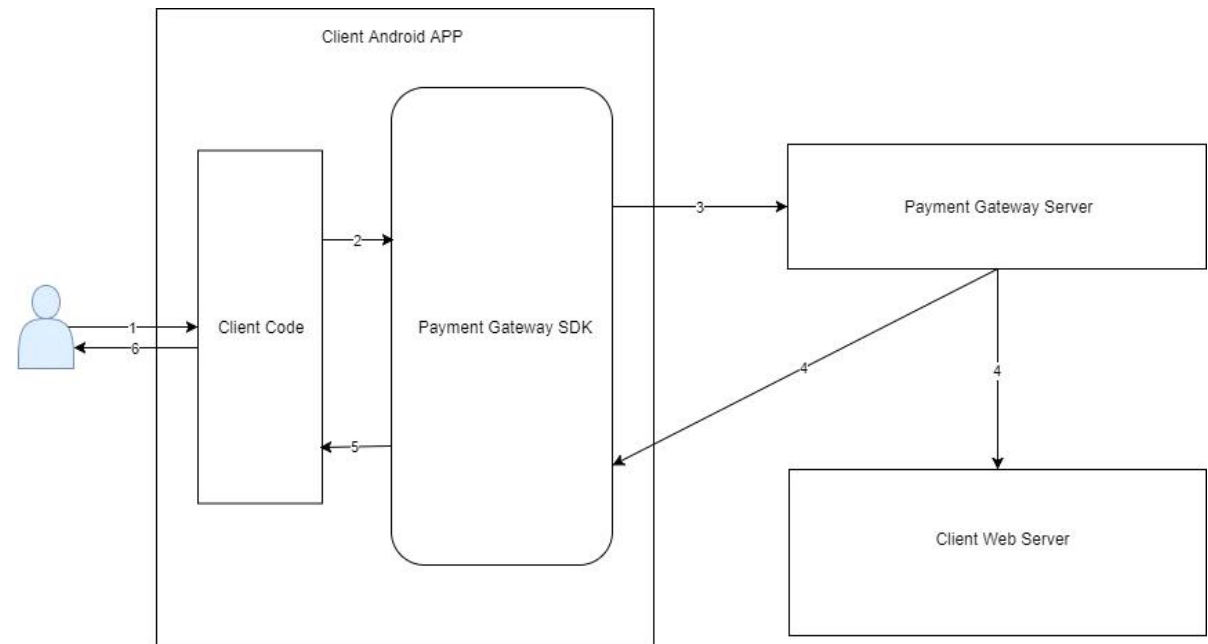 Client Android APP
Payment Gateway Server
3
2
1
Client Code
Payment Gateway SDK
6
4
4
5
Client Web Server